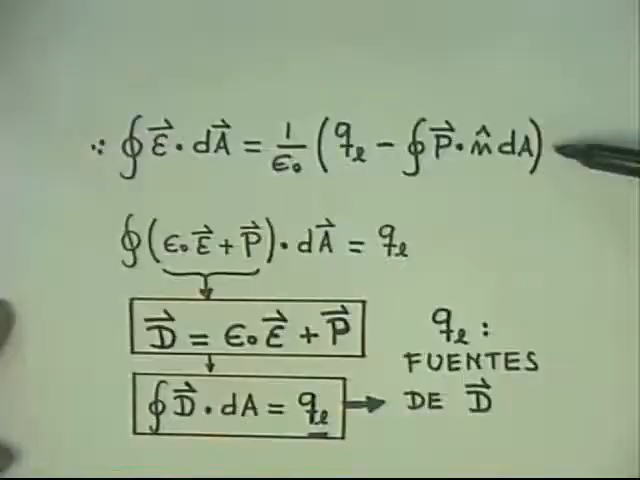 ∵ ∮ε⃗ · dA⃗ = 1/ε₀ (qₗ − ∮P⃗ · n̂ dA)
∮(ε₀ε⃗ + P⃗) · dA⃗ = qₗ
D⃗ = ε₀ε⃗ + P⃗
∮D⃗ · dA = qₗ
qₗ :
FUENTES
DE D⃗